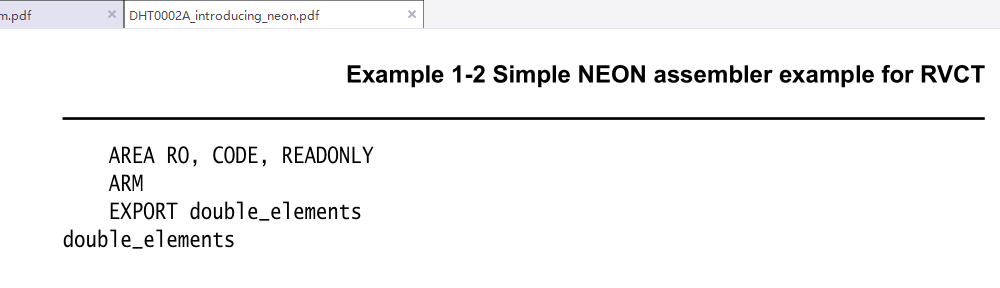 m.pdf × DHT0002A_introducing_neon.pdf ×
Example 1-2 Simple NEON assembler example for RVCT
AREA RO, CODE, READONLY
ARM
EXPORT double_elements
double_elements